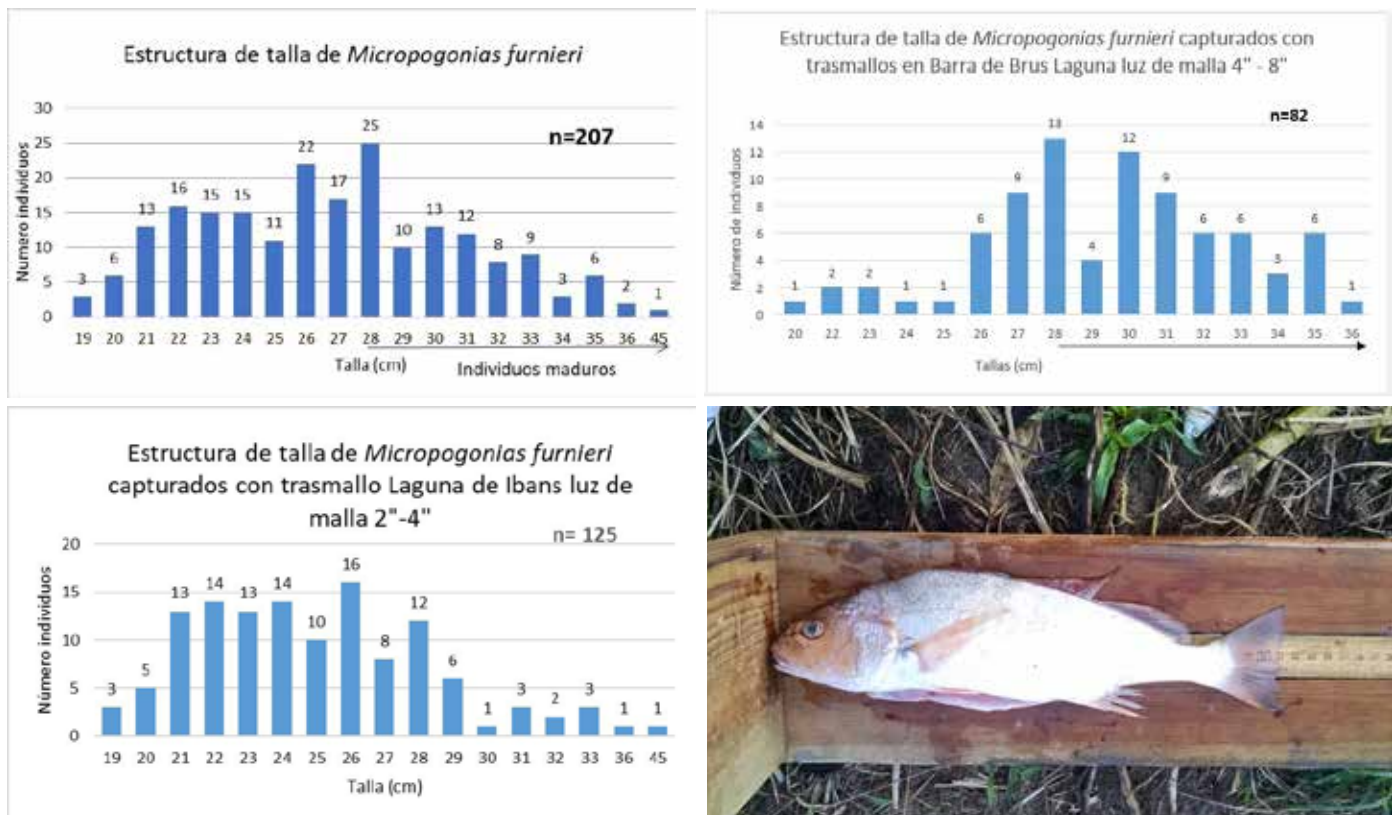 Estructura de talla de Micropogonias furnieri
n=207
Numero individuos
30
25
20
15
10
5
0
3 6 13 16 15 15 11 22 17 25 10 13 12 8 9 3 6 2 1
19 20 21 22 23 24 25 26 27 28 29 30 31 32 33 34 35 36 45
Talla (cm)
Individuos maduros
Estructura de talla de Micropogonias furnieri capturados con
trasmallos en Barra de Brus Laguna luz de malla 4" - 8"
n=82
Número de individuos
14
12
10
8
6
4
2
0
1 2 2 1 1 6 9 13 4 12 9 6 6 3 6 1
20 22 23 24 25 26 27 28 29 30 31 32 33 34 35 36
Tallas (cm)
Estructura de talla de Micropogonias furnieri
capturados con trasmallo Laguna de Ibans luz de
malla 2"-4"
n= 125
Número individuos
20
15
10
5
0
3 5 13 14 13 14 10 16 8 12 6 1 3 2 3 1 1
19 20 21 22 23 24 25 26 27 28 29 30 31 32 33 36 45
Talla (cm)